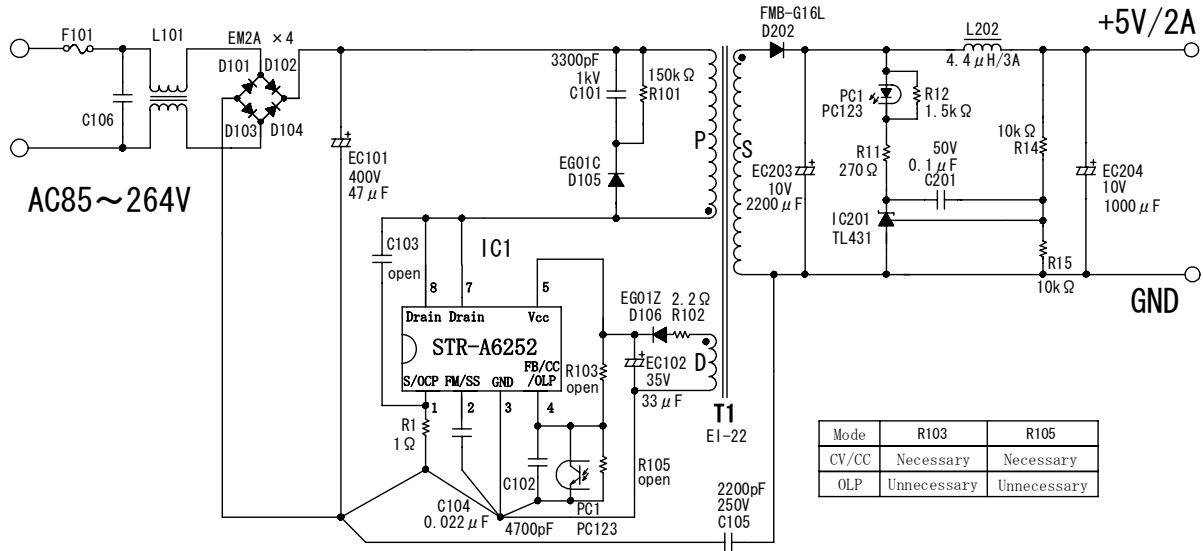 F101
L101
EM2A ×4
D101
D102
D103
D104
C106
AC85～264V
EC101
400V
47μF
3300pF
1kV
C101
150kΩ
R101
EG01C
D105
P
S
FMB-G16L
D202
L202
4.4μH/3A
+5V/2A
PC1
PC123
R12
1.5kΩ
R11
270Ω
50V
0.1μF
C201
10kΩ
R14
EC203
10V
2200μF
EC204
10V
1000μF
IC201
TL431
R15
10kΩ
GND
C103
open
IC1
8
7
5
Drain
Drain
Vcc
STR-A6252
S/OCP
FM/SS
GND
FB/CC
/OLP
1
2
3
4
R1
1Ω
EG01Z
D106
2.2Ω
R102
EC102
35V
33μF
D
R103
open
R105
open
T1
EI-22
C102
4700pF
C104
0.022μF
PC1
PC123
2200pF
250V
C105
Mode R103 R105
CV/CC Necessary Necessary
OLP Unnecessary Unnecessary